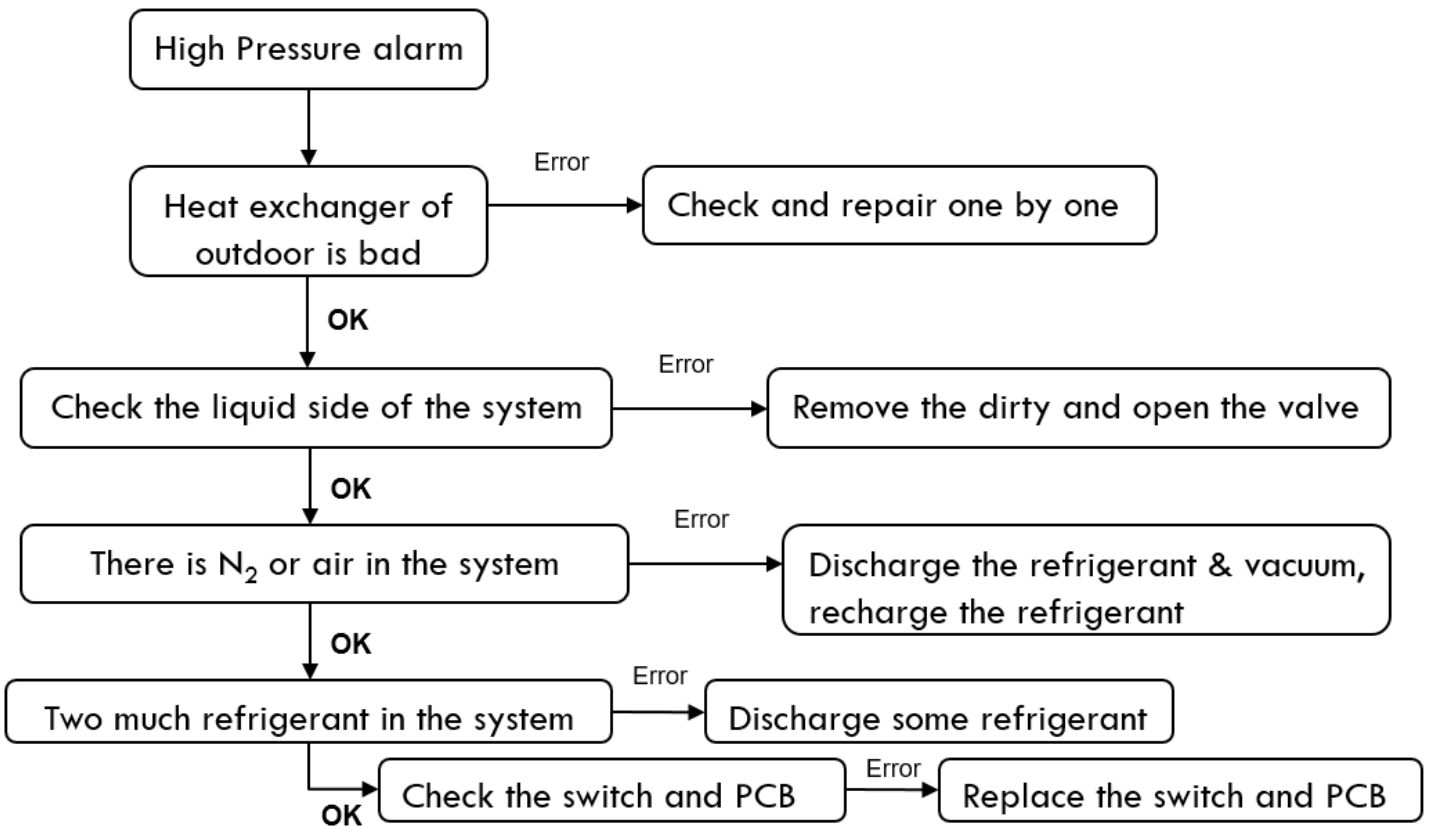 High Pressure alarm
Error
Heat exchanger of
outdoor is bad
Check and repair one by one
OK
Error
Check the liquid side of the system
Remove the dirty and open the valve
OK
Error
There is N₂ or air in the system
Discharge the refrigerant & vacuum,
recharge the refrigerant
OK
Error
Two much refrigerant in the system
Discharge some refrigerant
OK
Check the switch and PCB
Error
Replace the switch and PCB